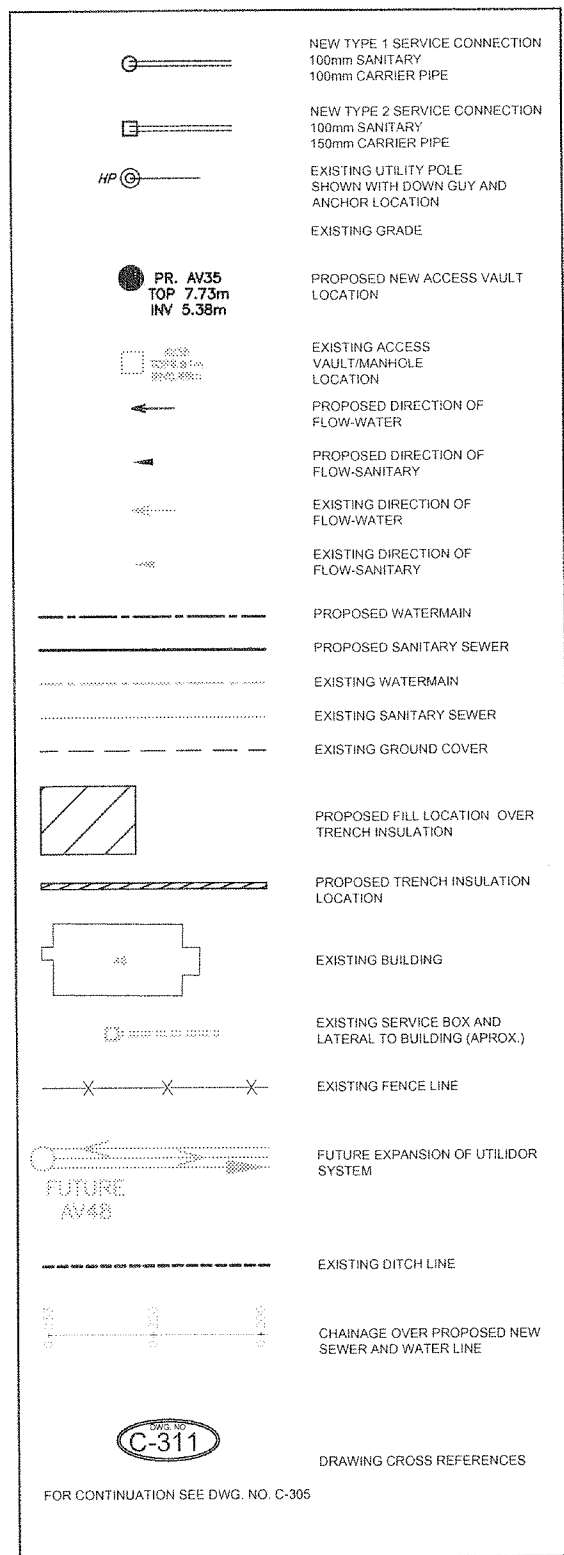 NEW TYPE 1 SERVICE CONNECTION
100mm SANITARY
100mm CARRIER PIPE
NEW TYPE 2 SERVICE CONNECTION
100mm SANITARY
150mm CARRIER PIPE
HP
EXISTING UTILITY POLE
SHOWN WITH DOWN GUY AND
ANCHOR LOCATION
EXISTING GRADE
PR. AV35
TOP 7.73m
INV 5.38m
PROPOSED NEW ACCESS VAULT
LOCATION
EXISTING ACCESS
VAULT/MANHOLE
LOCATION
PROPOSED DIRECTION OF
FLOW-WATER
PROPOSED DIRECTION OF
FLOW-SANITARY
EXISTING DIRECTION OF
FLOW-WATER
EXISTING DIRECTION OF
FLOW-SANITARY
PROPOSED WATERMAIN
PROPOSED SANITARY SEWER
EXISTING WATERMAIN
EXISTING SANITARY SEWER
EXISTING GROUND COVER
PROPOSED FILL LOCATION OVER
TRENCH INSULATION
PROPOSED TRENCH INSULATION
LOCATION
EXISTING BUILDING
EXISTING SERVICE BOX AND
LATERAL TO BUILDING (APROX.)
EXISTING FENCE LINE
FUTURE
AV48
FUTURE EXPANSION OF UTILIDOR
SYSTEM
EXISTING DITCH LINE
CHAINAGE OVER PROPOSED NEW
SEWER AND WATER LINE
DWG. NO
C-311
DRAWING CROSS REFERENCES
FOR CONTINUATION SEE DWG. NO. C-305